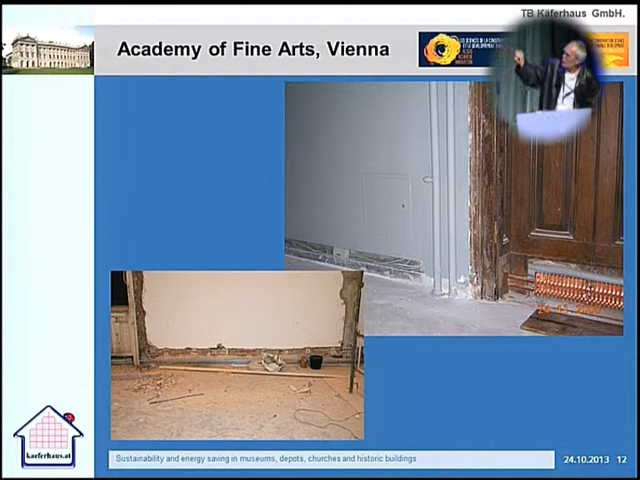 TB Käferhaus GmbH.
Academy of Fine Arts, Vienna
kaeferhaus.at
Sustainability and energy saving in museums, depots, churches and historic buildings
24.10.2013 12